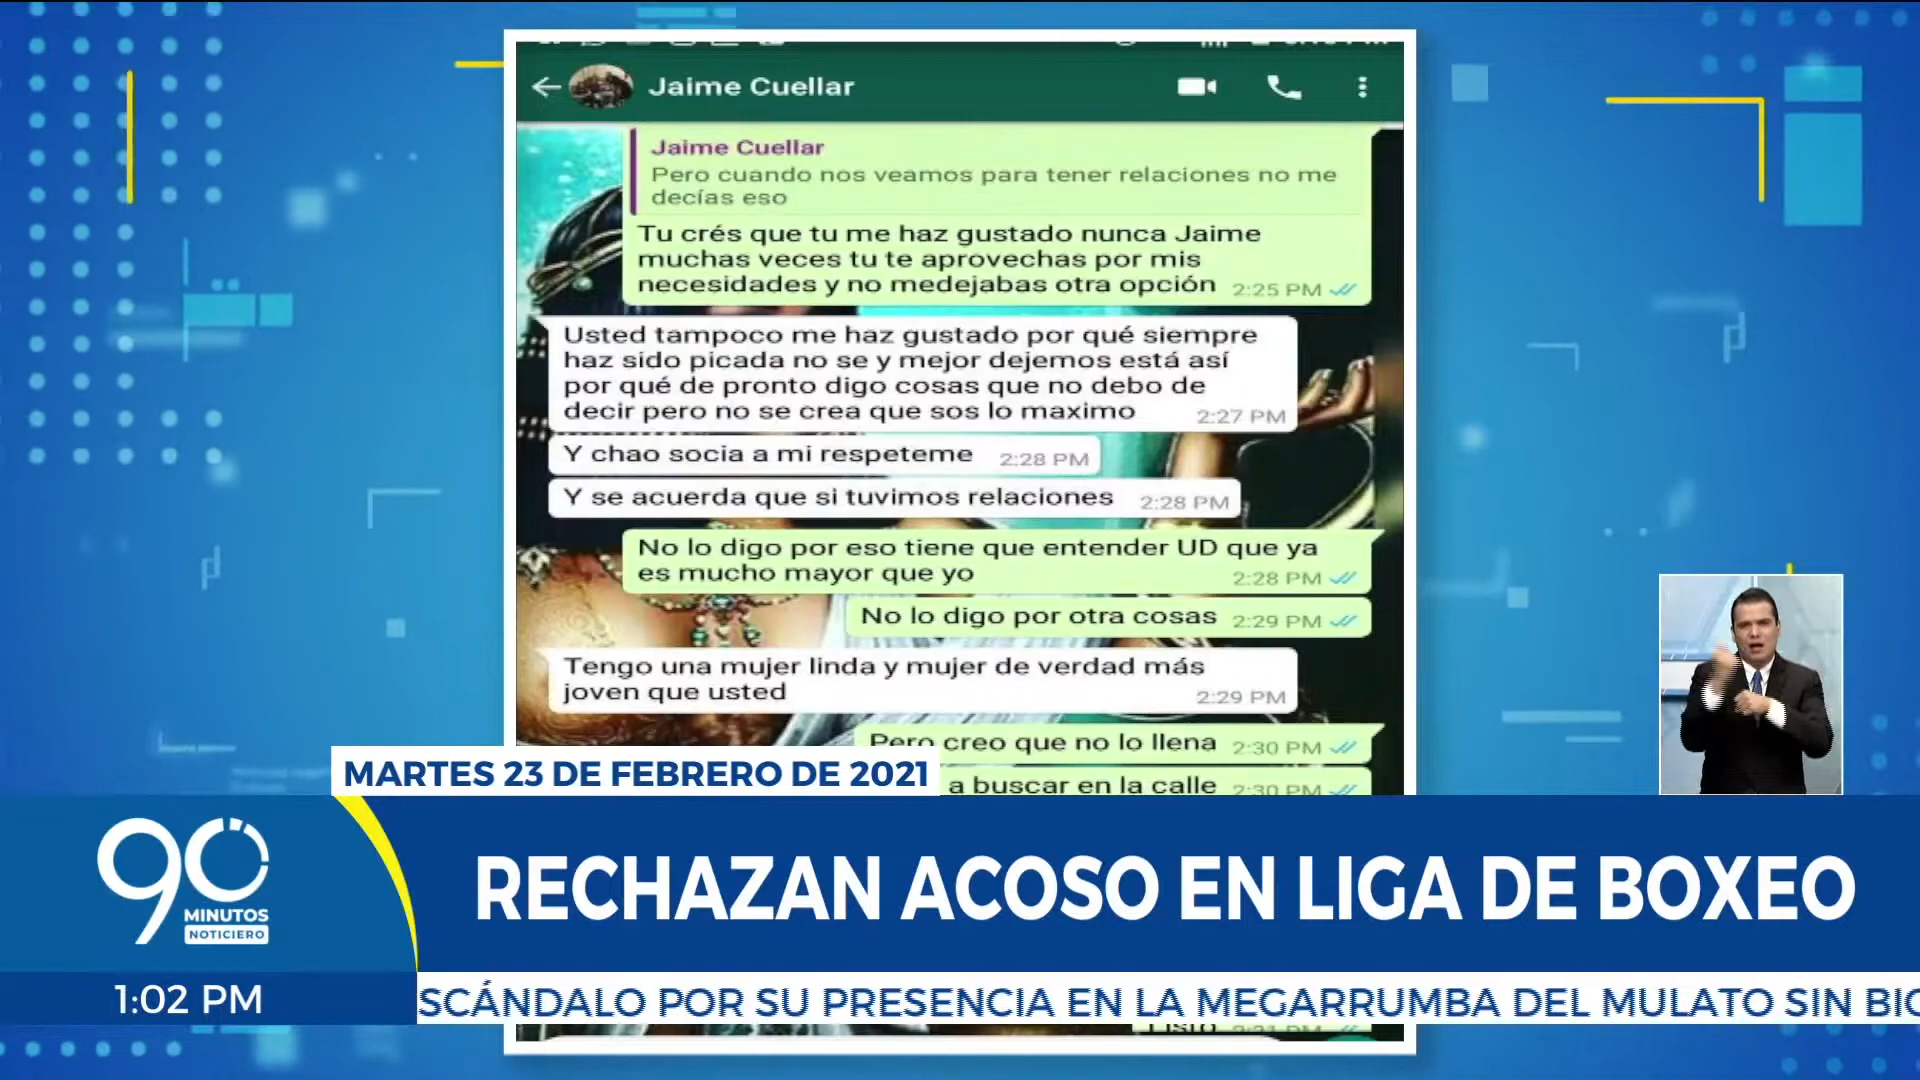 Jaime Cuellar
Jaime Cuellar
Pero cuando nos veamos para tener relaciones no me
decías eso
Tu crés que tu me haz gustado nunca Jaime
muchas veces tu te aprovechas por mis
necesidades y no medejabas otra opción 2:25 PM
Usted tampoco me haz gustado por qué siempre
haz sido picada no se y mejor dejemos está así
por qué de pronto digo cosas que no debo de
decir pero no se crea que sos lo maximo 2:27 PM
Y chao socia a mi respeteme 2:28 PM
Y se acuerda que si tuvimos relaciones 2:28 PM
No lo digo por eso tiene que entender UD que ya
es mucho mayor que yo 2:28 PM
No lo digo por otra cosas 2:29 PM
Tengo una mujer linda y mujer de verdad más
joven que usted 2:29 PM
Pero creo que no lo llena 2:30 PM
a buscar en la calle 2:30 PM
MARTES 23 DE FEBRERO DE 2021
90
MINUTOS
NOTICIERO
RECHAZAN ACOSO EN LIGA DE BOXEO
1:02 PM
SCÁNDALO POR SU PRESENCIA EN LA MEGARRUMBA DEL MULATO SIN BIO